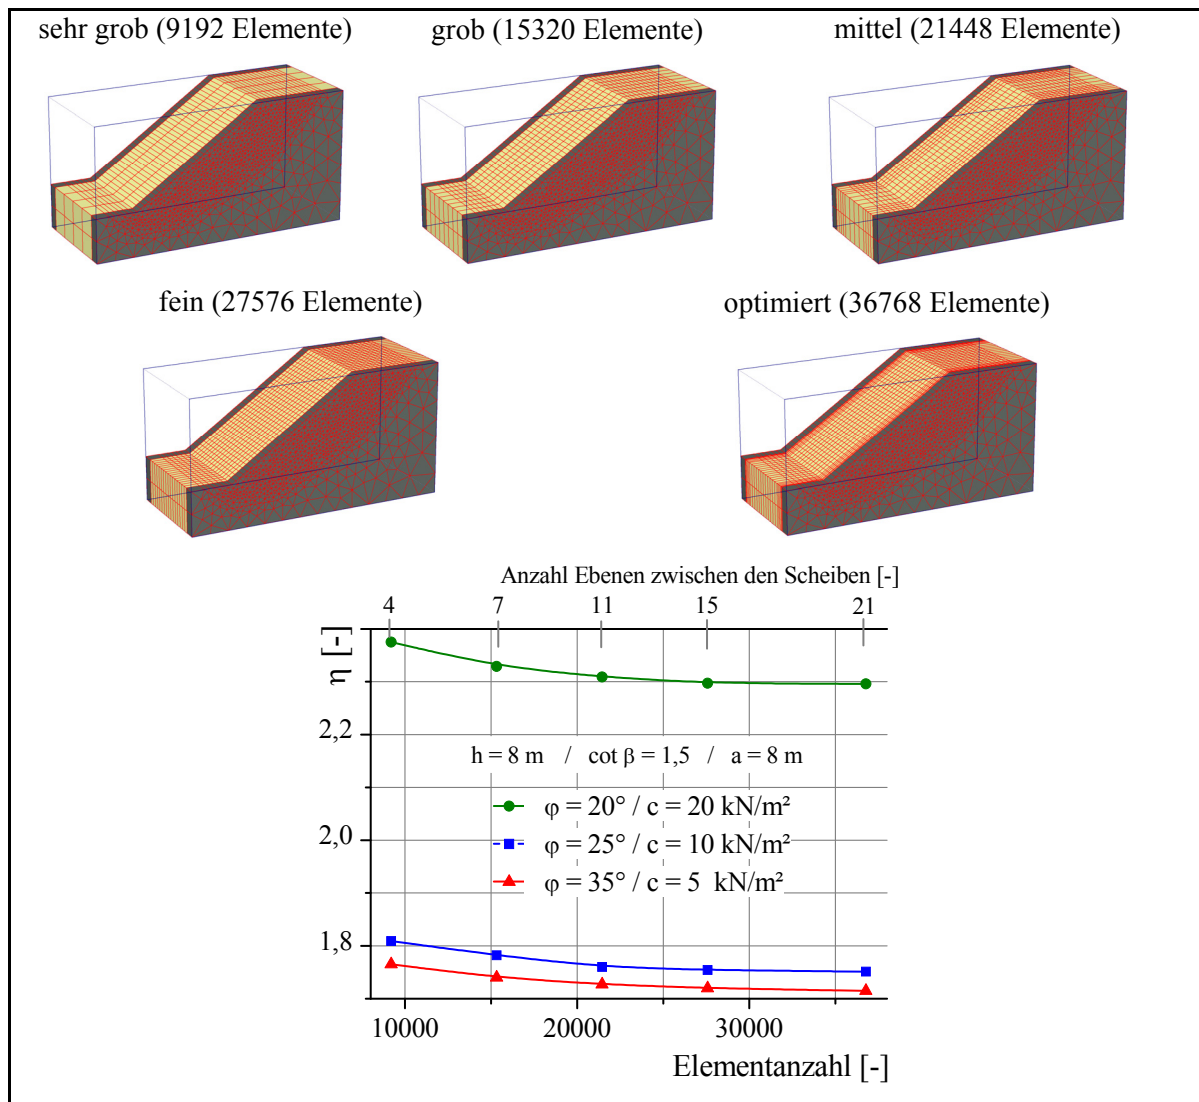 sehr grob (9192 Elemente)
grob (15320 Elemente)
mittel (21448 Elemente)
fein (27576 Elemente)
optimiert (36768 Elemente)
Anzahl Ebenen zwischen den Scheiben [-]
4 7 11 15 21
η [-]
2,2
2,0
1,8
h = 8 m / cot β = 1,5 / a = 8 m
φ = 20° / c = 20 kN/m²
φ = 25° / c = 10 kN/m²
φ = 35° / c = 5 kN/m²
10000 20000 30000
Elementanzahl [-]